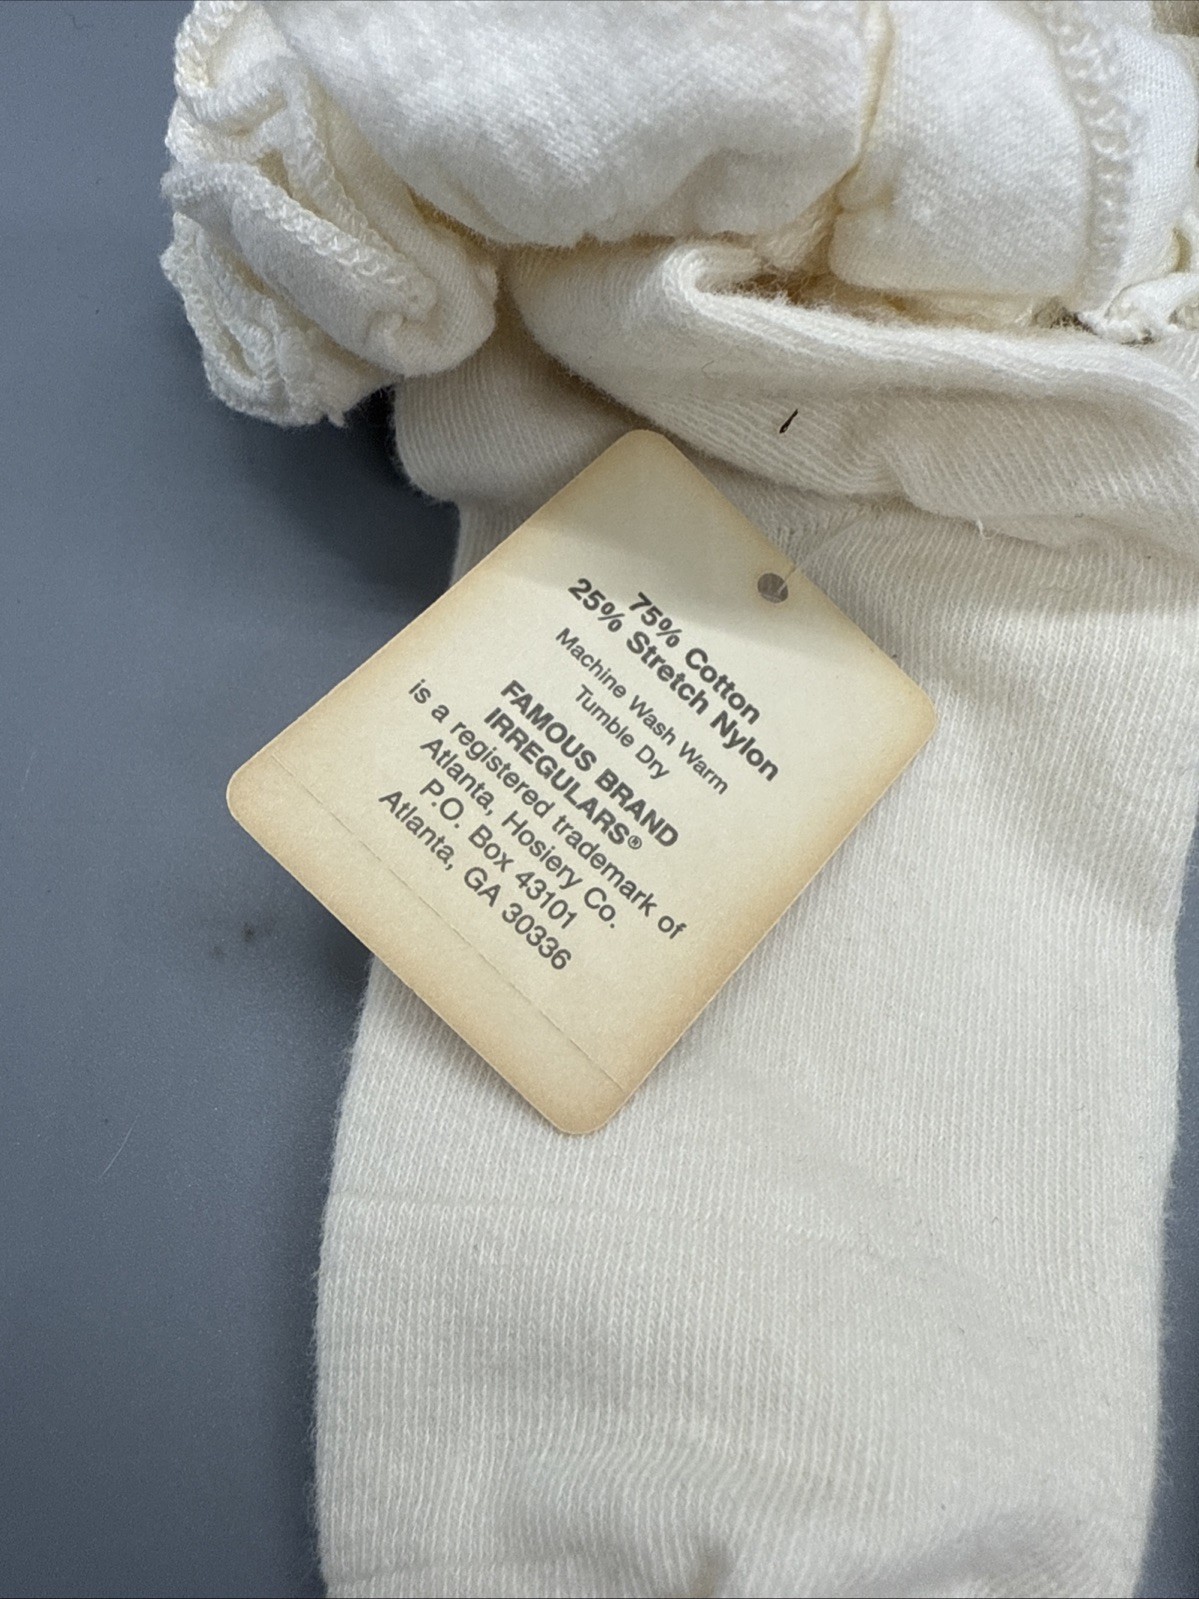 75% Cotton
25% Stretch Nylon
Machine Wash Warm
Tumble Dry
FAMOUS BRAND
IRREGULARS®
is a registered trademark of
Atlanta, Hosiery Co.
P.O. Box 43101
Atlanta, GA 30336